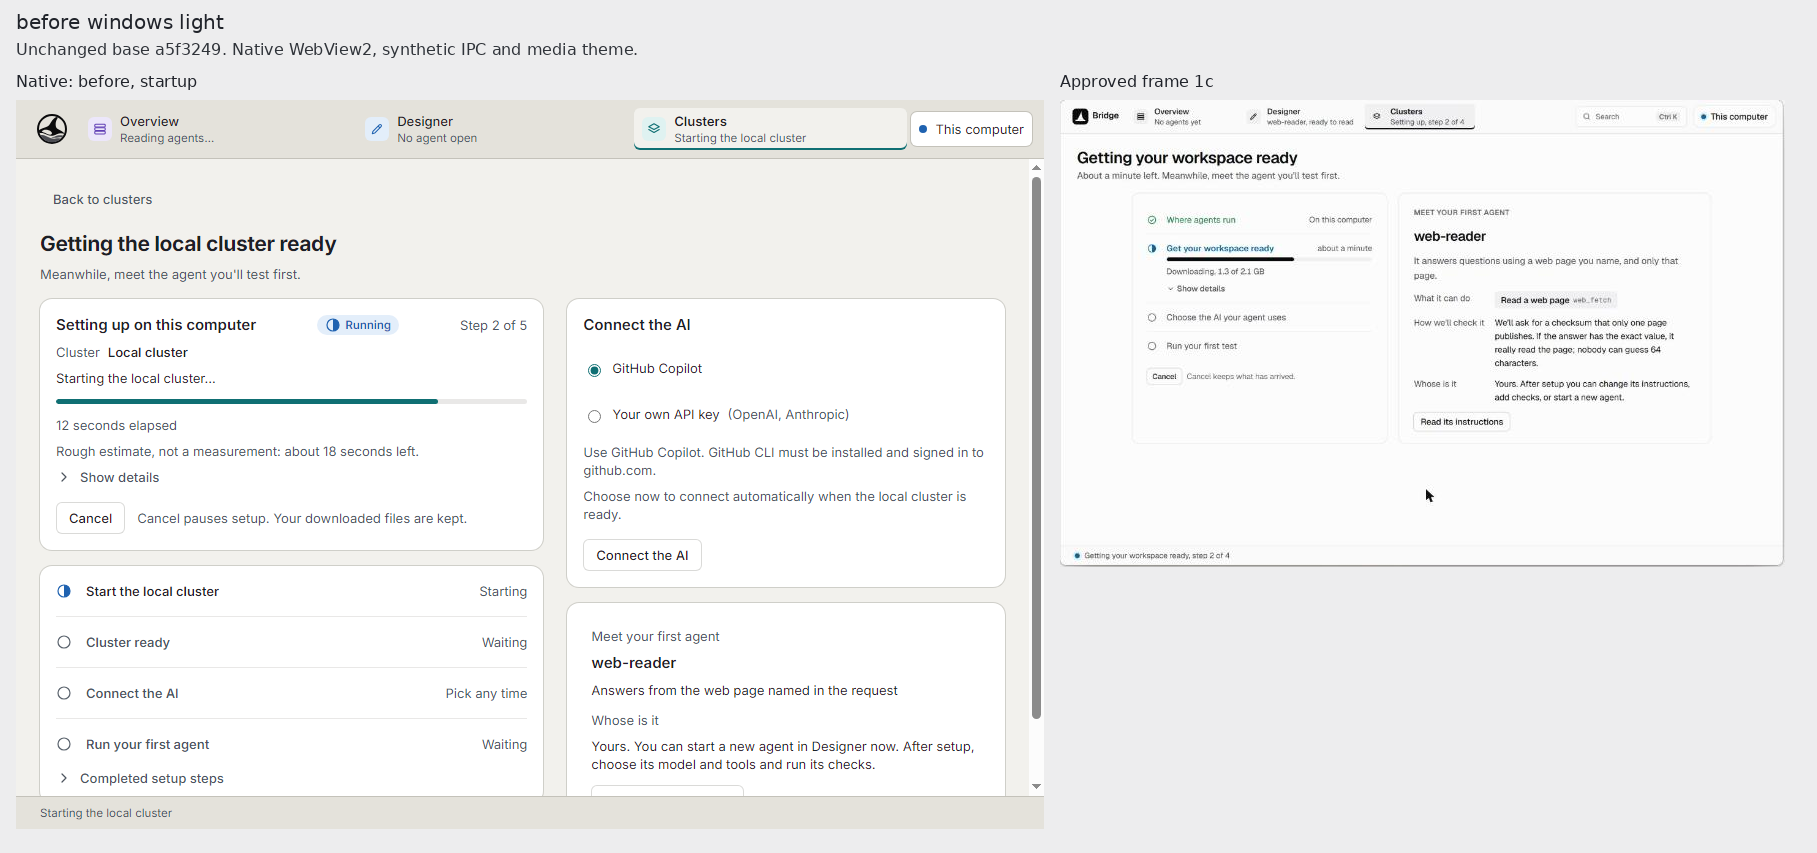 before windows light
Unchanged base a5f3249. Native WebView2, synthetic IPC and media theme.
Native: before, startup
Overview
Reading agents...
Designer
No agent open
Clusters
Starting the local cluster
This computer
Back to clusters
Getting the local cluster ready
Meanwhile, meet the agent you'll test first.
Setting up on this computer
Running
Step 2 of 5
Cluster Local cluster
Starting the local cluster...
12 seconds elapsed
Rough estimate, not a measurement: about 18 seconds left.
Show details
Cancel
Cancel pauses setup. Your downloaded files are kept.
Start the local cluster
Starting
Cluster ready
Waiting
Connect the AI
Pick any time
Run your first agent
Waiting
Completed setup steps
Connect the AI
GitHub Copilot
Your own API key (OpenAI, Anthropic)
Use GitHub Copilot. GitHub CLI must be installed and signed in to
github.com.
Choose now to connect automatically when the local cluster is
ready.
Connect the AI
Meet your first agent
web-reader
Answers from the web page named in the request
Whose is it
Yours. You can start a new agent in Designer now. After setup,
choose its model and tools and run its checks.
Starting the local cluster
Approved frame 1c
Bridge
Overview
No agents yet
Designer
web-reader, ready to read
Clusters
Setting up, step 2 of 4
Search
Ctrl K
This computer
Getting your workspace ready
About a minute left. Meanwhile, meet the agent you'll test first.
Where agents run
On this computer
Get your workspace ready
about a minute
Downloading, 1.3 of 2.1 GB
Show details
Choose the AI your agent uses
Run your first test
Cancel
Cancel keeps what has arrived.
MEET YOUR FIRST AGENT
web-reader
It answers questions using a web page you name, and only that
page.
What it can do
Read a web page web_fetch
How we'll check it
We'll ask for a checksum that only one page
publishes. If the answer has the exact value, it
really read the page; nobody can guess 64
characters.
Whose is it
Yours. After setup you can change its instructions,
add checks, or start a new agent.
Read its instructions
Getting your workspace ready, step 2 of 4